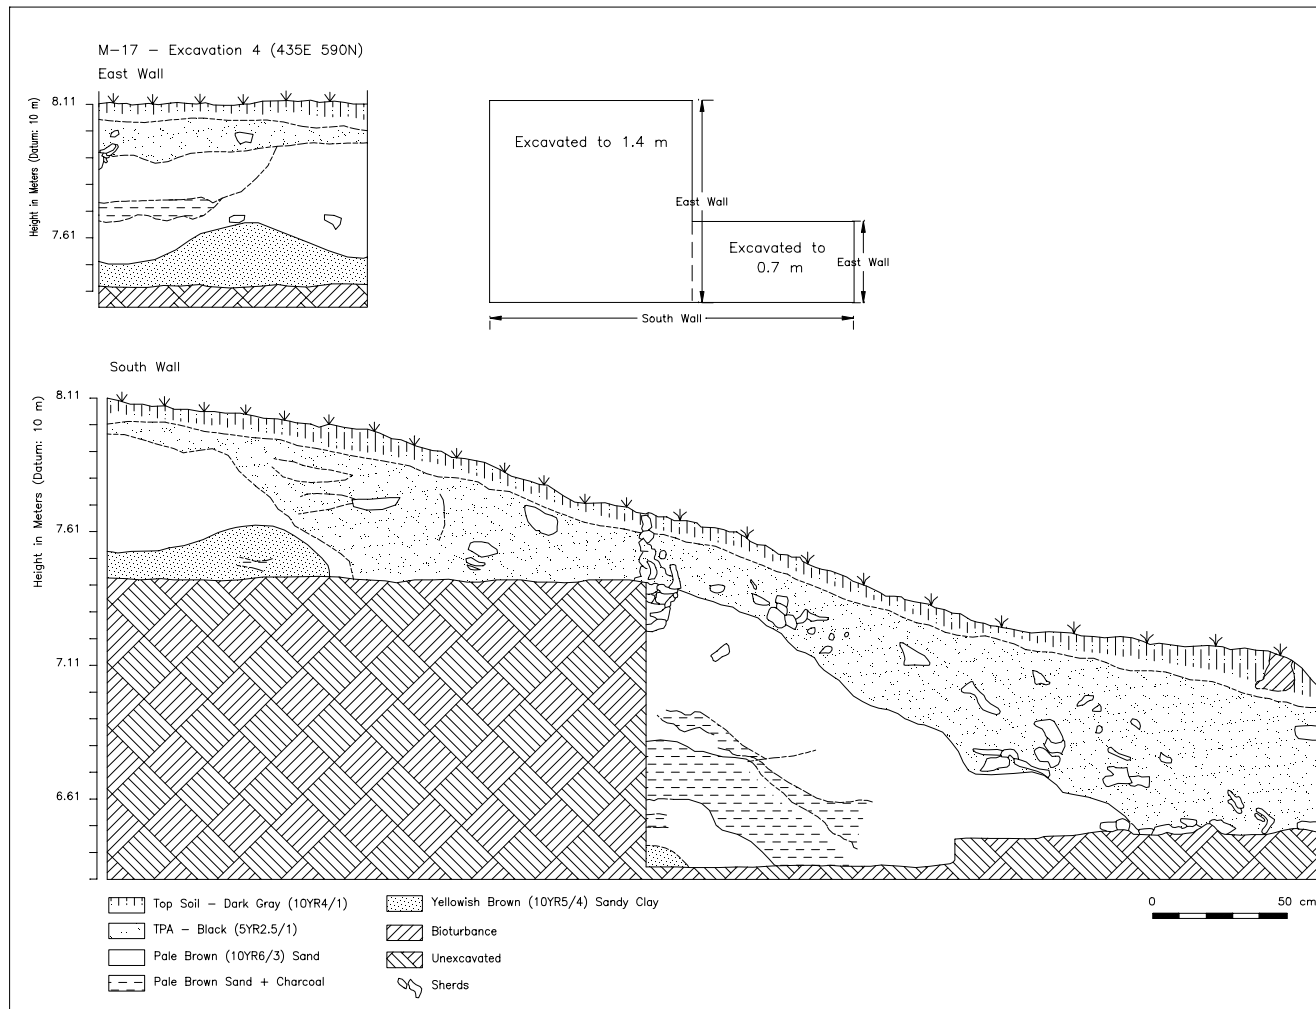 M-17 - Excavation 4 (435E 590N)
East Wall
8.11
7.61
Height in Meters (Datum: 10 m)
Excavated to 1.4 m
East Wall
Excavated to
0.7 m
East Wall
South Wall
South Wall
8.11
7.61
7.11
6.61
Height in Meters (Datum: 10 m)
Top Soil - Dark Gray (10YR4/1)
TPA - Black (5YR2.5/1)
Pale Brown (10YR6/3) Sand
Pale Brown Sand + Charcoal
Yellowish Brown (10YR5/4) Sandy Clay
Bioturbance
Unexcavated
Sherds
0 50 cm